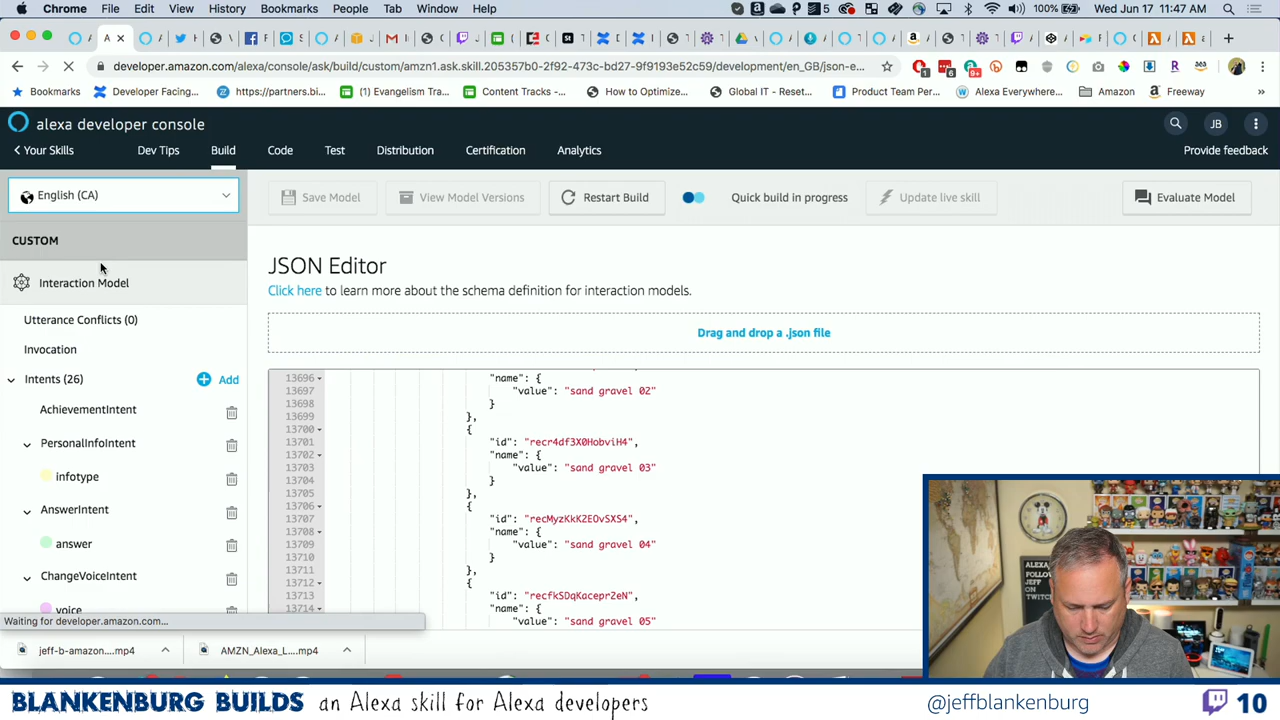 Chrome File Edit View History Bookmarks People Tab Window Help 5 100% Wed Jun 17 11:47 AM
developer.amazon.com/alexa/console/ask/build/custom/amzn1.ask.skill.205357b0-2f92-473c-bd27-9f9193e52c59/development/en_GB/json-e...
Bookmarks Developer Facing... https://partners.bi... (1) Evangelism Tra... Content Tracks -... How to Optimize... Global IT - Reset... Product Team Per... Alexa Everywhere... Amazon Freeway »
alexa developer console JB
Your Skills Dev Tips Build Code Test Distribution Certification Analytics Provide feedback
English (CA) Save Model View Model Versions Restart Build Quick build in progress Update live skill Evaluate Model
CUSTOM
Interaction Model
Utterance Conflicts (0)
Invocation
Intents (26) Add
AchievementIntent
PersonalInfoIntent
infotype
AnswerIntent
answer
ChangeVoiceIntent
voice
JSON Editor
Click here to learn more about the schema definition for interaction models.
Drag and drop a .json file
13696 "name": {
13697 "value": "sand gravel 02"
13698 }
13699 },
13700 {
13701 "id": "recr4df3X0HobviH4",
13702 "name": {
13703 "value": "sand gravel 03"
13704 }
13705 },
13706 {
13707 "id": "recMyzKkK2EOvSXS4",
13708 "name": {
13709 "value": "sand gravel 04"
13710 }
13711 },
13712 {
13713 "id": "recfkSDqKacepr2eN",
13714 "name": {
"value": "sand gravel 05"
Waiting for developer.amazon.com...
jeff-b-amazon....mp4 AMZN_Alexa_L....mp4
ALEXA
FOLLOW
JEFF
ON
TWITCH
BLANKENBURG BUILDS an Alexa skill for Alexa developers @jeffblankenburg 10